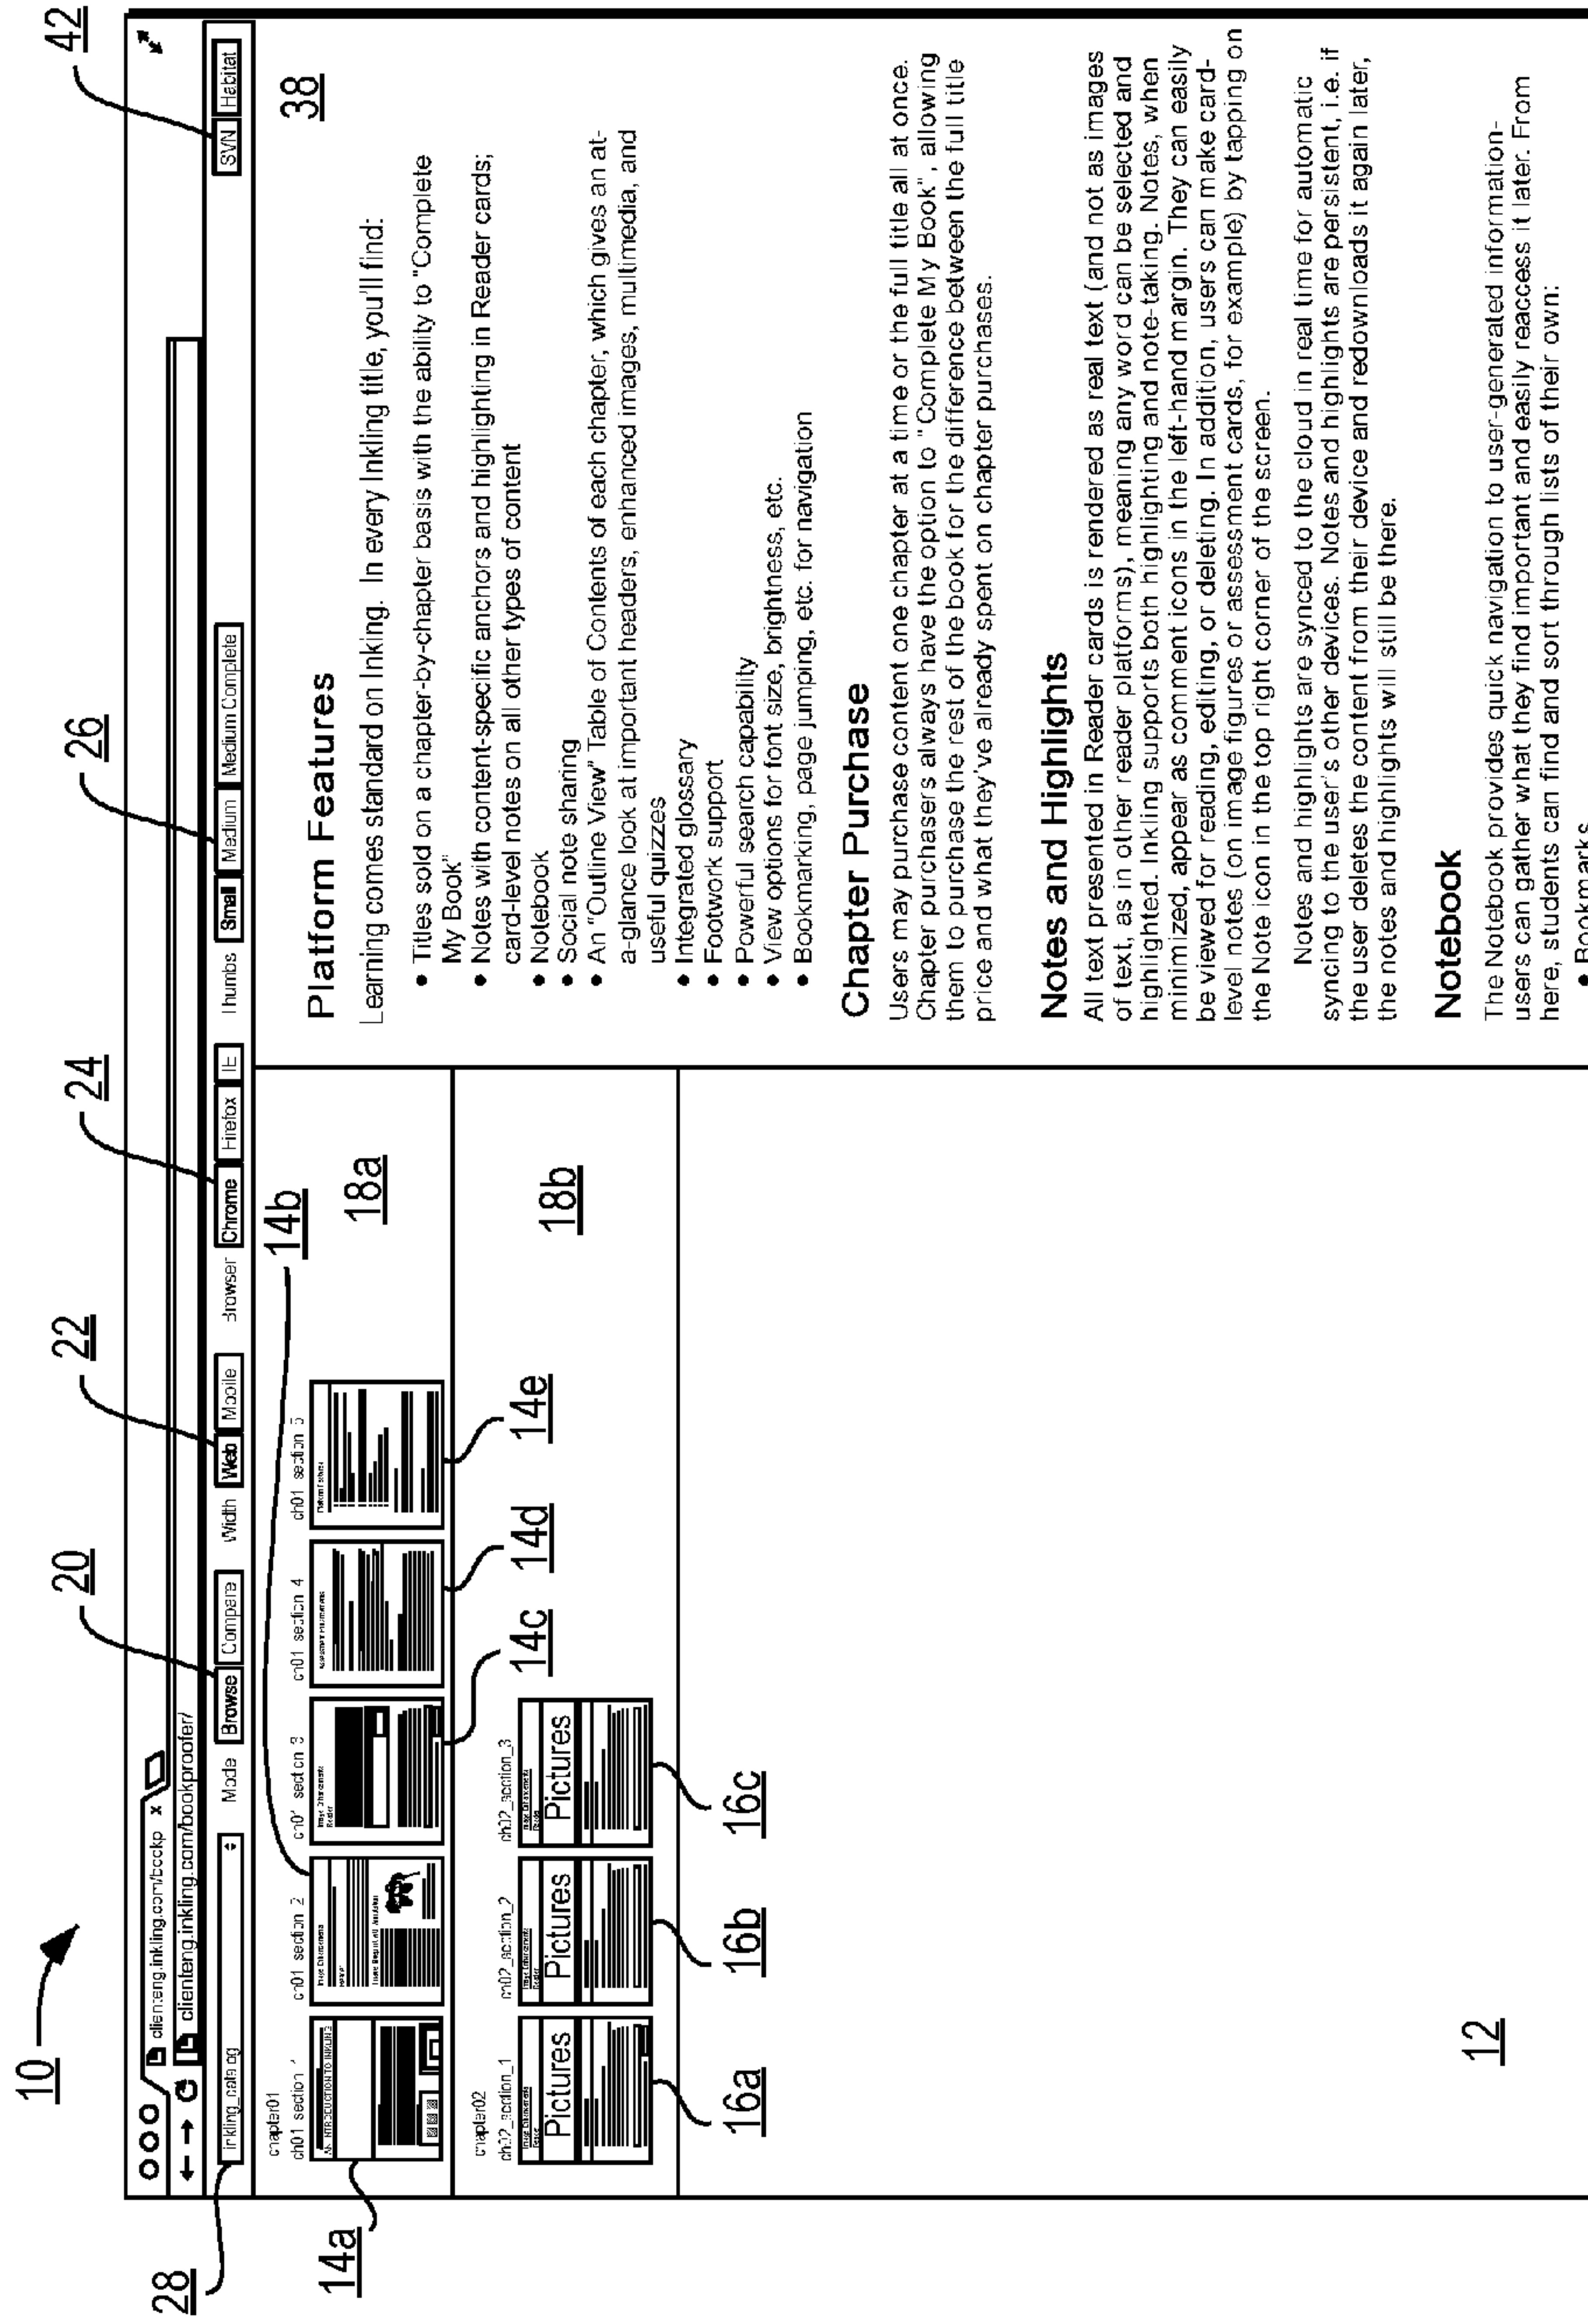 10
42
20
22
24
26
28
clienteng.inkling.com/bookp x
clienteng.inkling.com/bookproofer/
inkling_catalog
Mode Browse Compare
Width Web Mobile
Browser Chrome Firefox IE
Thumbs Small Medium Medium Complete
SVN Habitat
chapter01
ch01 section 1
ch01 section 2
ch01 section 3
ch01 section 4
ch01 section 5
AN INTRODUCTION TO INKLING
14a
14b
14c
14d
14e
18a
chapter02
ch02_section_1
ch02_section_2
ch02_section_3
Pictures
Pictures
Pictures
16a
16b
16c
18b
12
38
Platform Features
Learning comes standard on Inking. In every Inkling title, you'll find:
• Titles sold on a chapter-by-chapter basis with the ability to "Complete
My Book"
• Notes with content-specific anchors and highlighting in Reader cards;
card-level notes on all other types of content
• Notebook
• Social note sharing
• An "Outline View" Table of Contents of each chapter, which gives an at-
a-glance look at important headers, enhanced images, multimedia, and
useful quizzes
• Integrated glossary
• Footwork support
• Powerful search capability
• View options for font size, brightness, etc.
• Bookmarking, page jumping, etc. for navigation
Chapter Purchase
Users may purchase content one chapter at a time or the full title all at once.
Chapter purchasers always have the option to "Complete My Book", allowing
them to purchase the rest of the book for the difference between the full title
price and what they've already spent on chapter purchases.
Notes and Highlights
All text presented in Reader cards is rendered as real text (and not as images
of text, as in other reader platforms), meaning any word can be selected and
highlighted. Inkling supports both highlighting and note-taking. Notes, when
minimized, appear as comment icons in the left-hand margin. They can easily
be viewed for reading, editing, or deleting. In addition, users can make card-
level notes (on image figures or assessment cards, for example) by tapping on
the Note icon in the top right corner of the screen.
Notes and highlights are synced to the cloud in real time for automatic
syncing to the user's other devices. Notes and highlights are persistent, i.e. if
the user deletes the content from their device and redownloads it again later,
the notes and highlights will still be there.
Notebook
The Notebook provides quick navigation to user-generated information-
users can gather what they find important and easily reaccess it later. From
here, students can find and sort through lists of their own:
• Bookmarks